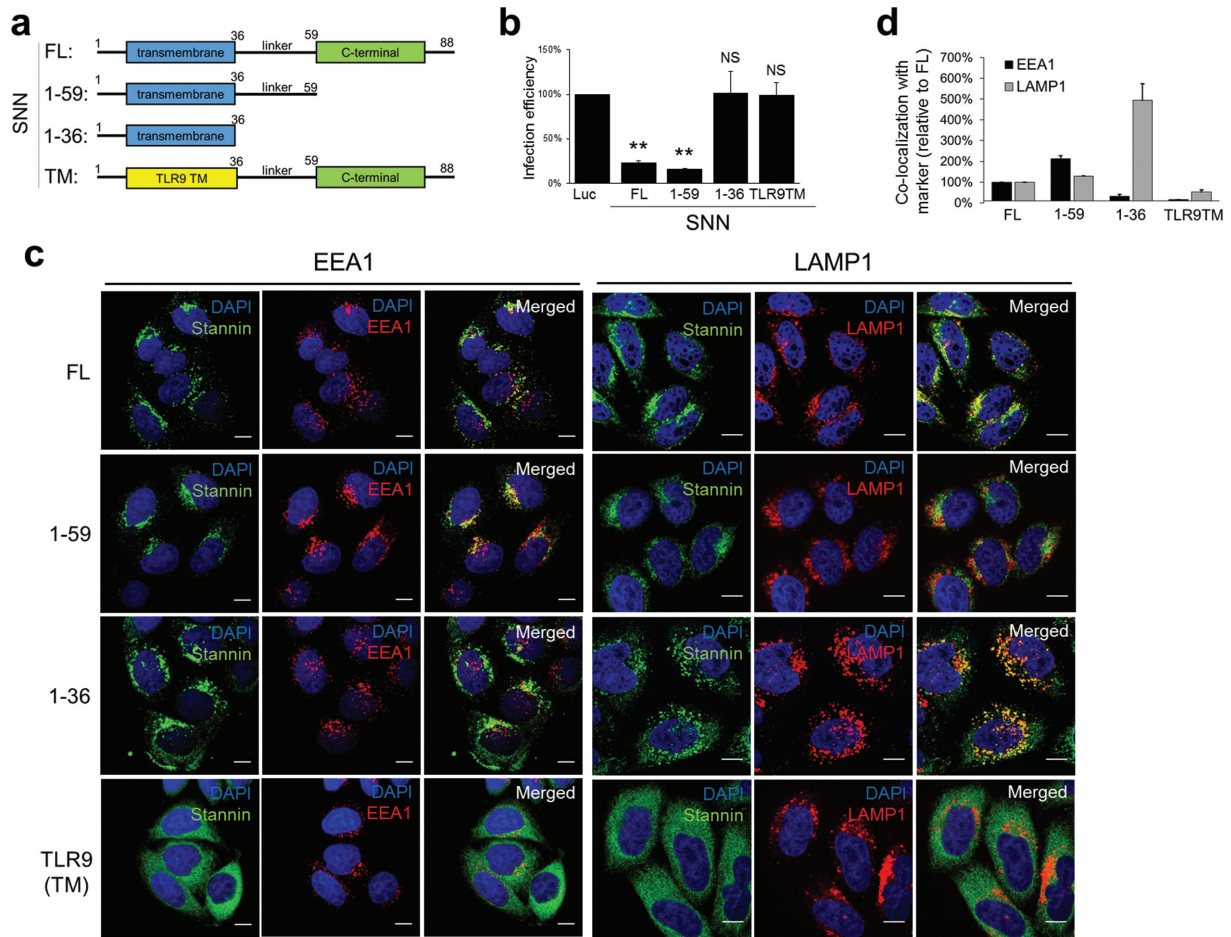 a
SNN
FL:
1
transmembrane
36
linker
59
C-terminal
88
1-59:
1
transmembrane
36
linker
59
1-36:
1
transmembrane
36
TM:
1
TLR9 TM
36
linker
59
C-terminal
88
b
Infection efficiency
150%
100%
50%
0%
** ** NS NS
Luc FL 1-59 1-36 TLR9TM
SNN
d
EEA1
LAMP1
Co-localization with
marker (relative to FL)
700%
600%
500%
400%
300%
200%
100%
0%
FL 1-59 1-36 TLR9TM
c
EEA1 LAMP1
FL
DAPI
Stannin
DAPI
EEA1
Merged
DAPI
Stannin
DAPI
LAMP1
Merged
1-59
DAPI
Stannin
DAPI
EEA1
Merged
DAPI
Stannin
DAPI
LAMP1
Merged
1-36
DAPI
Stannin
DAPI
EEA1
Merged
DAPI
Stannin
DAPI
LAMP1
Merged
TLR9
(TM)
DAPI
Stannin
DAPI
EEA1
Merged
DAPI
Stannin
DAPI
LAMP1
Merged